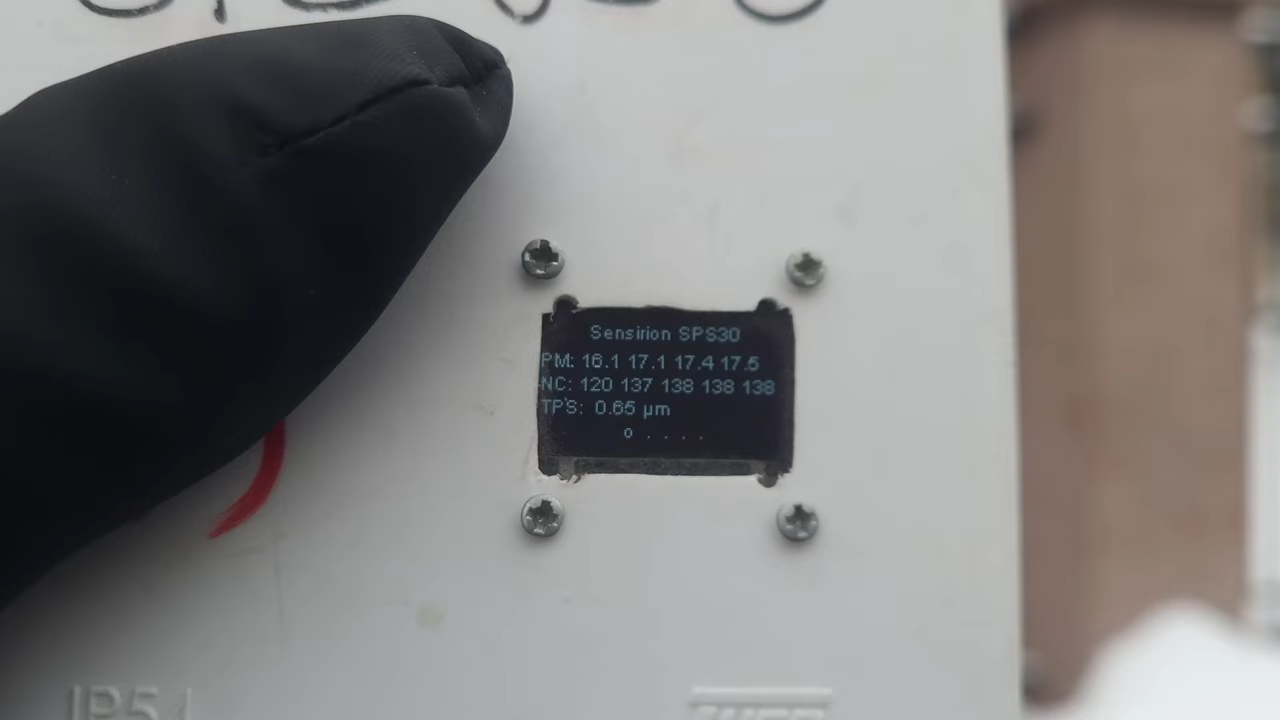 Sensirion SPS30
PM: 16.1 17.1 17.4 17.5
NC: 120 137 138 138 138
TPS: 0.65 µm
o . . . .